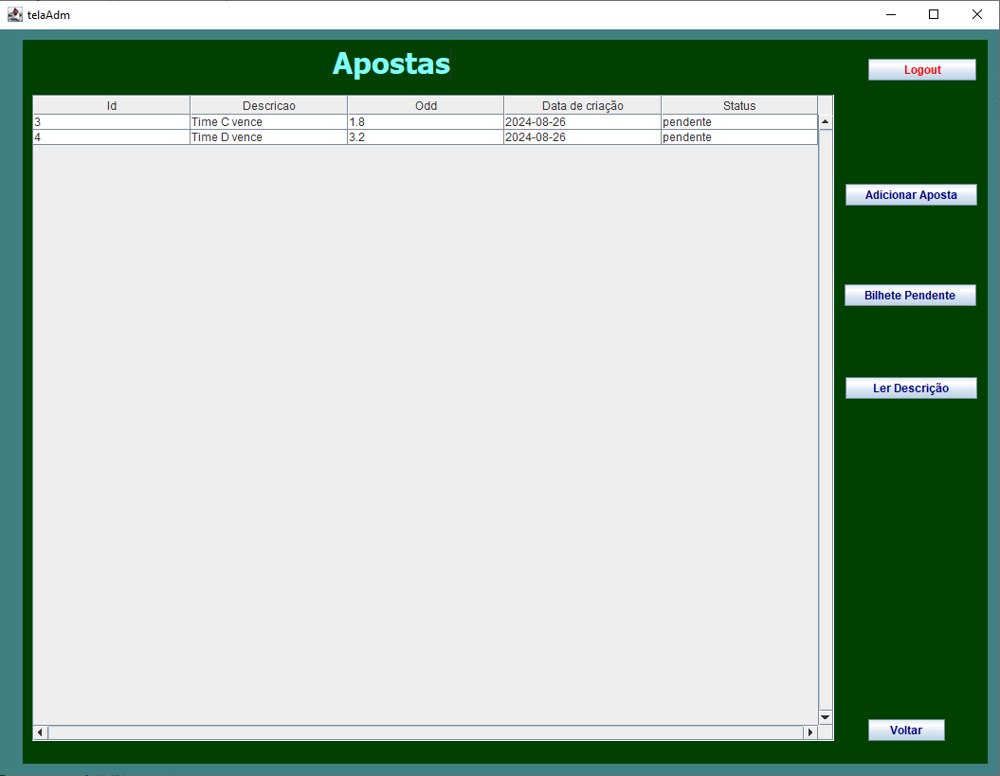 telaAdm
Apostas
Logout
Id Descricao Odd Data de criação Status
3 Time C vence 1.8 2024-08-26 pendente
4 Time D vence 3.2 2024-08-26 pendente
Adicionar Aposta
Bilhete Pendente
Ler Descrição
Voltar